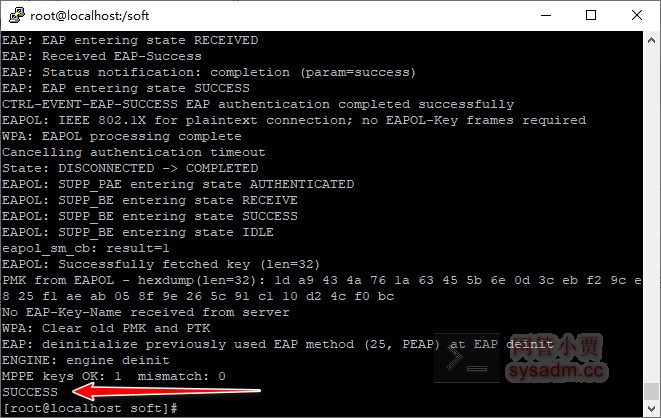 root@localhost:/soft
EAP: EAP entering state RECEIVED
EAP: Received EAP-Success
EAP: Status notification: completion (param=success)
EAP: EAP entering state SUCCESS
CTRL-EVENT-EAP-SUCCESS EAP authentication completed successfully
EAPOL: IEEE 802.1X for plaintext connection; no EAPOL-Key frames required
WPA: EAPOL processing complete
Cancelling authentication timeout
State: DISCONNECTED -> COMPLETED
EAPOL: SUPP_PAE entering state AUTHENTICATED
EAPOL: SUPP_BE entering state RECEIVE
EAPOL: SUPP_BE entering state SUCCESS
EAPOL: SUPP_BE entering state IDLE
eapol_sm_cb: result=1
EAPOL: Successfully fetched key (len=32)
PMK from EAPOL - hexdump(len=32): 1d a9 43 4a 76 1a 63 45 5b 6e 0d 3c eb f2 9c e
8 25 f1 ae ab 05 8f 9e 26 5c 91 c1 10 d2 4c f0 bc
No EAP-Key-Name received from server
WPA: Clear old PMK and PTK
EAP: deinitialize previously used EAP method (25, PEAP) at EAP deinit
ENGINE: engine deinit
MPPE keys OK: 1  mismatch: 0
SUCCESS
[root@localhost soft]#
网管小贾
sysadm.cc